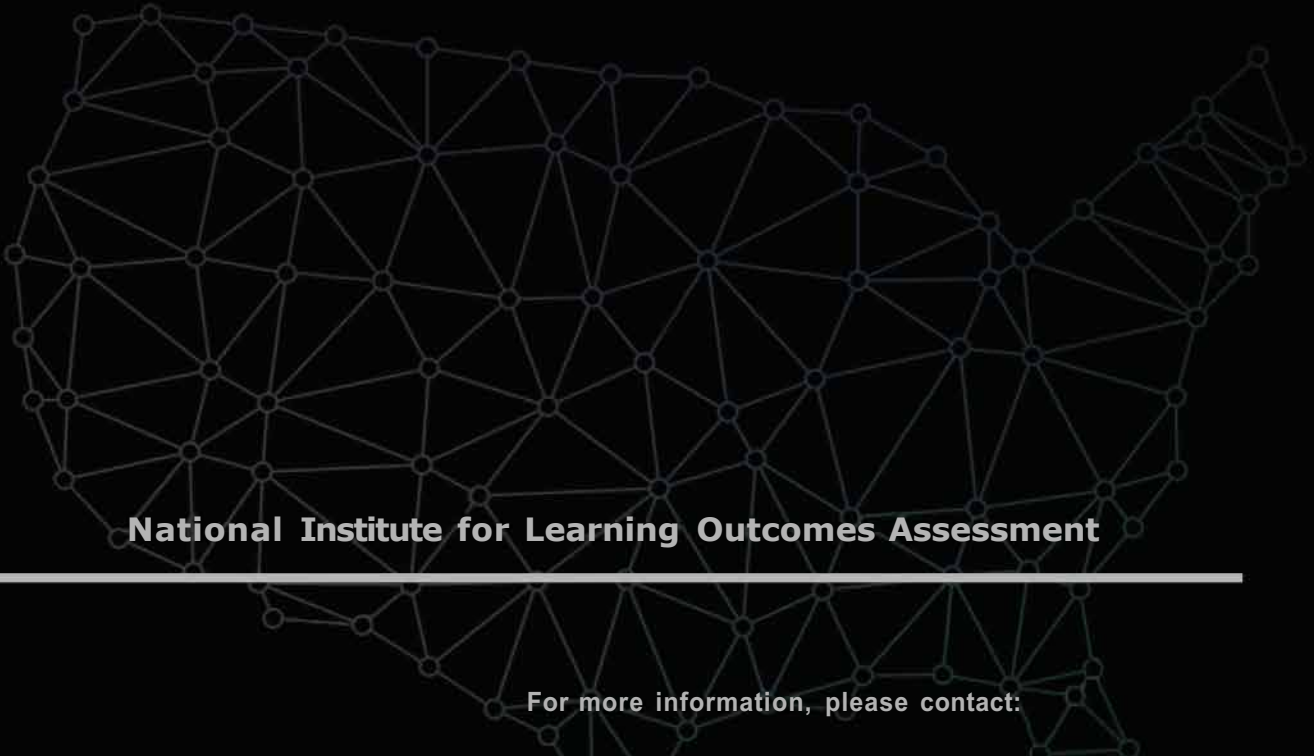 National Institute for Learning Outcomes Assessment
For more information, please contact: